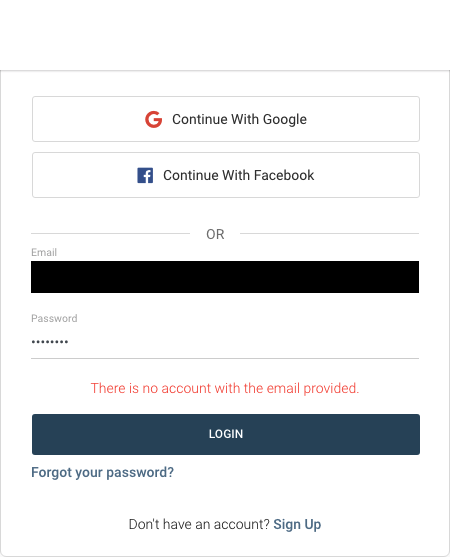 Continue With Google
Continue With Facebook
OR
Email
Password
••••••••
There is no account with the email provided.
LOGIN
Forgot your password?
Don't have an account? Sign Up